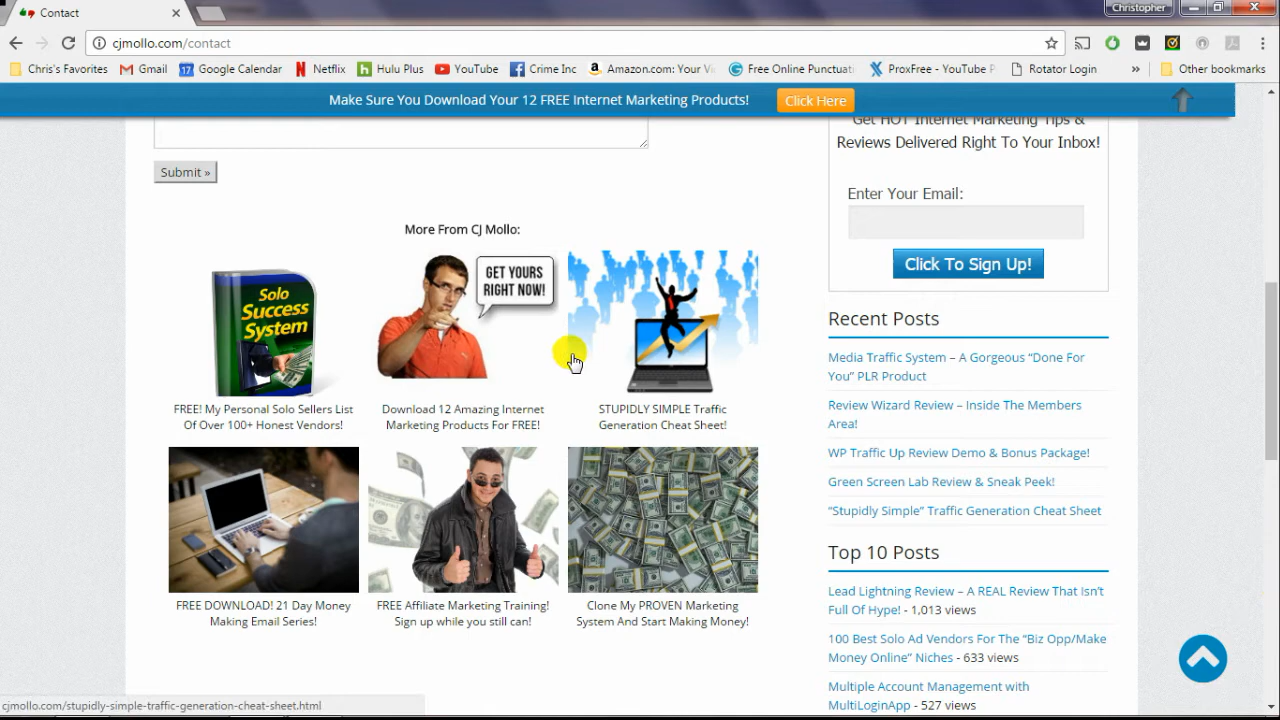 Contact
Christopher
cjmollo.com/contact
Chris's Favorites
Gmail
Google Calendar
Netflix
Hulu Plus
YouTube
Crime Inc
Amazon.com: Your Vi
Free Online Punctuati
ProxFree - YouTube P
Rotator Login
»
Other bookmarks
Make Sure You Download Your 12 FREE Internet Marketing Products!
Click Here
Submit »
More From CJ Mollo:
Solo
Success
System
GET YOURS
RIGHT NOW!
FREE! My Personal Solo Sellers List
Of Over 100+ Honest Vendors!
Download 12 Amazing Internet
Marketing Products For FREE!
STUPIDLY SIMPLE Traffic
Generation Cheat Sheet!
FREE DOWNLOAD! 21 Day Money
Making Email Series!
FREE Affiliate Marketing Training!
Sign up while you still can!
Clone My PROVEN Marketing
System And Start Making Money!
Get HOT Internet Marketing Tips &
Reviews Delivered Right To Your Inbox!
Enter Your Email:
Click To Sign Up!
Recent Posts
Media Traffic System – A Gorgeous “Done For
You” PLR Product
Review Wizard Review – Inside The Members
Area!
WP Traffic Up Review Demo & Bonus Package!
Green Screen Lab Review & Sneak Peek!
“Stupidly Simple” Traffic Generation Cheat Sheet
Top 10 Posts
Lead Lightning Review – A REAL Review That Isn’t
Full Of Hype! - 1,013 views
100 Best Solo Ad Vendors For The “Biz Opp/Make
Money Online” Niches - 633 views
Multiple Account Management with
MultiLoginApp - 527 views
cjmollo.com/stupidly-simple-traffic-generation-cheat-sheet.html